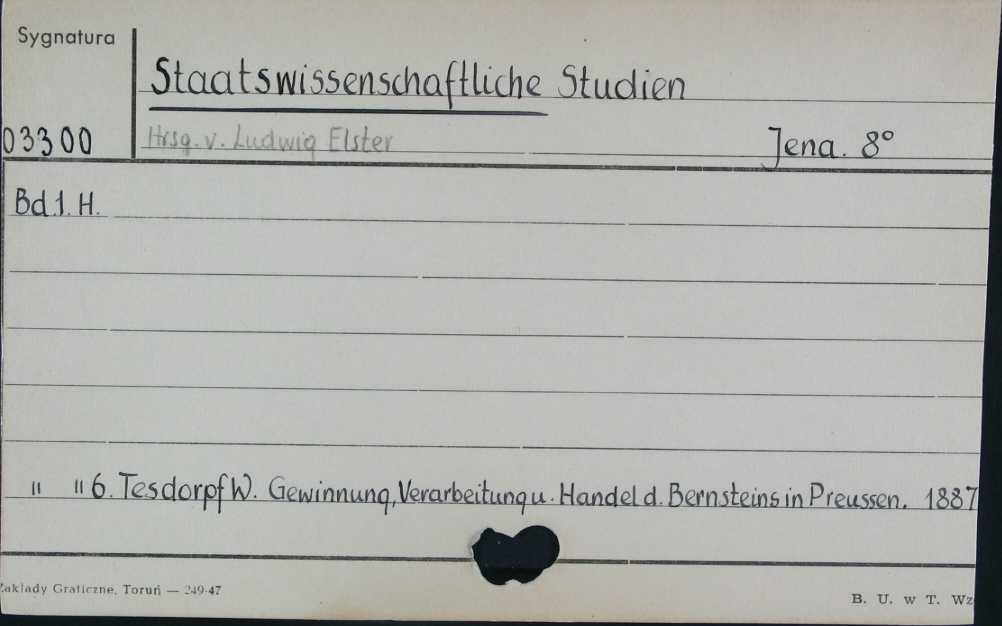 Sygnatura
Staatswissenschaftliche Studien
03300
Hrsg. v. Ludwig Elster
Jena. 8°
Bd. 1. H.
" " 6. Tesdorpf W. Gewinnung, Verarbeitung u. Handel d. Bernsteins in Preussen. 1887
Zakłady Graficzne, Toruń — 249-47
B. U. w T. Wz